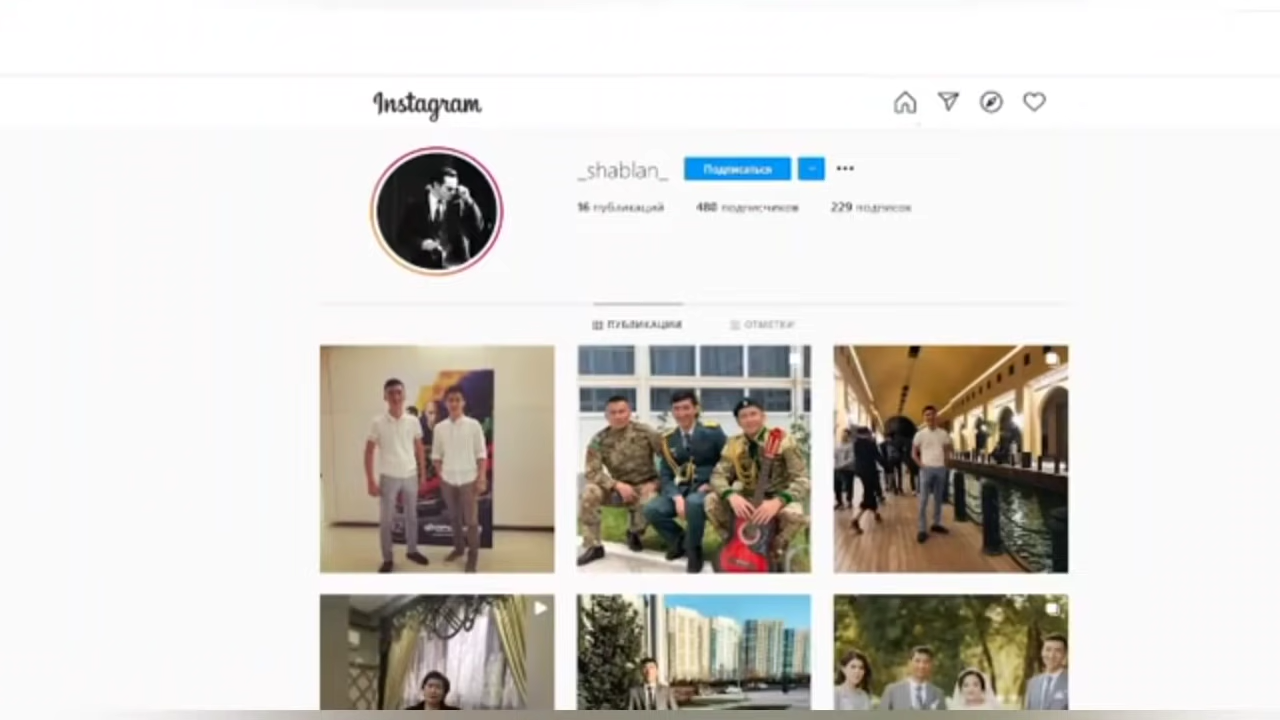 Instagram
_shablan_ Подписаться
16 публикаций 480 подписчиков 229 подписок
ПУБЛИКАЦИИ ОТМЕТКИ